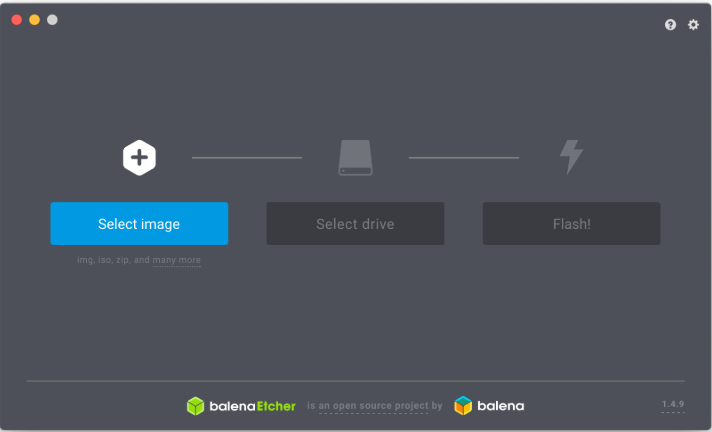 Select image
Select drive
Flash!
img, iso, zip, and many more
balenaEtcher is an open source project by balena
1.4.9